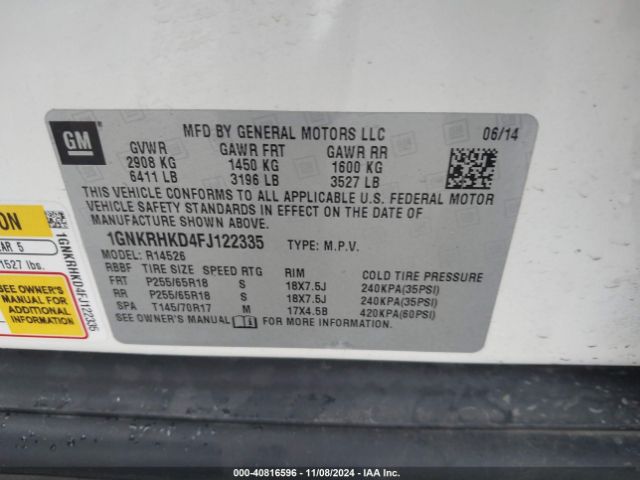 GM
MFD BY GENERAL MOTORS LLC 06/14
GVWR GAWR FRT GAWR RR
2908 KG 1450 KG 1600 KG
6411 LB 3196 LB 3527 LB
THIS VEHICLE CONFORMS TO ALL APPLICABLE U.S. FEDERAL MOTOR
VEHICLE SAFETY STANDARDS IN EFFECT ON THE DATE OF
MANUFACTURE SHOWN ABOVE.
1GNKRHKD4FJ122335 TYPE: M.P.V.
MODEL: R14526
RBBF TIRE SIZE SPEED RTG RIM COLD TIRE PRESSURE
FRT P255/65R18 S 18X7.5J 240KPA(35PSI)
RR P255/65R18 S 18X7.5J 240KPA(35PSI)
SPA T145/70R17 M 17X4.5B 420KPA(60PSI)
SEE OWNER'S MANUAL FOR ADDITIONAL INFORMATION
ON
AR 5
1527 lbs.
SEE OWNER'S
MANUAL FOR
ADDITIONAL
INFORMATION
1GNKRHKD4FJ122335
000-40816596 - 11/08/2024 - IAA Inc.